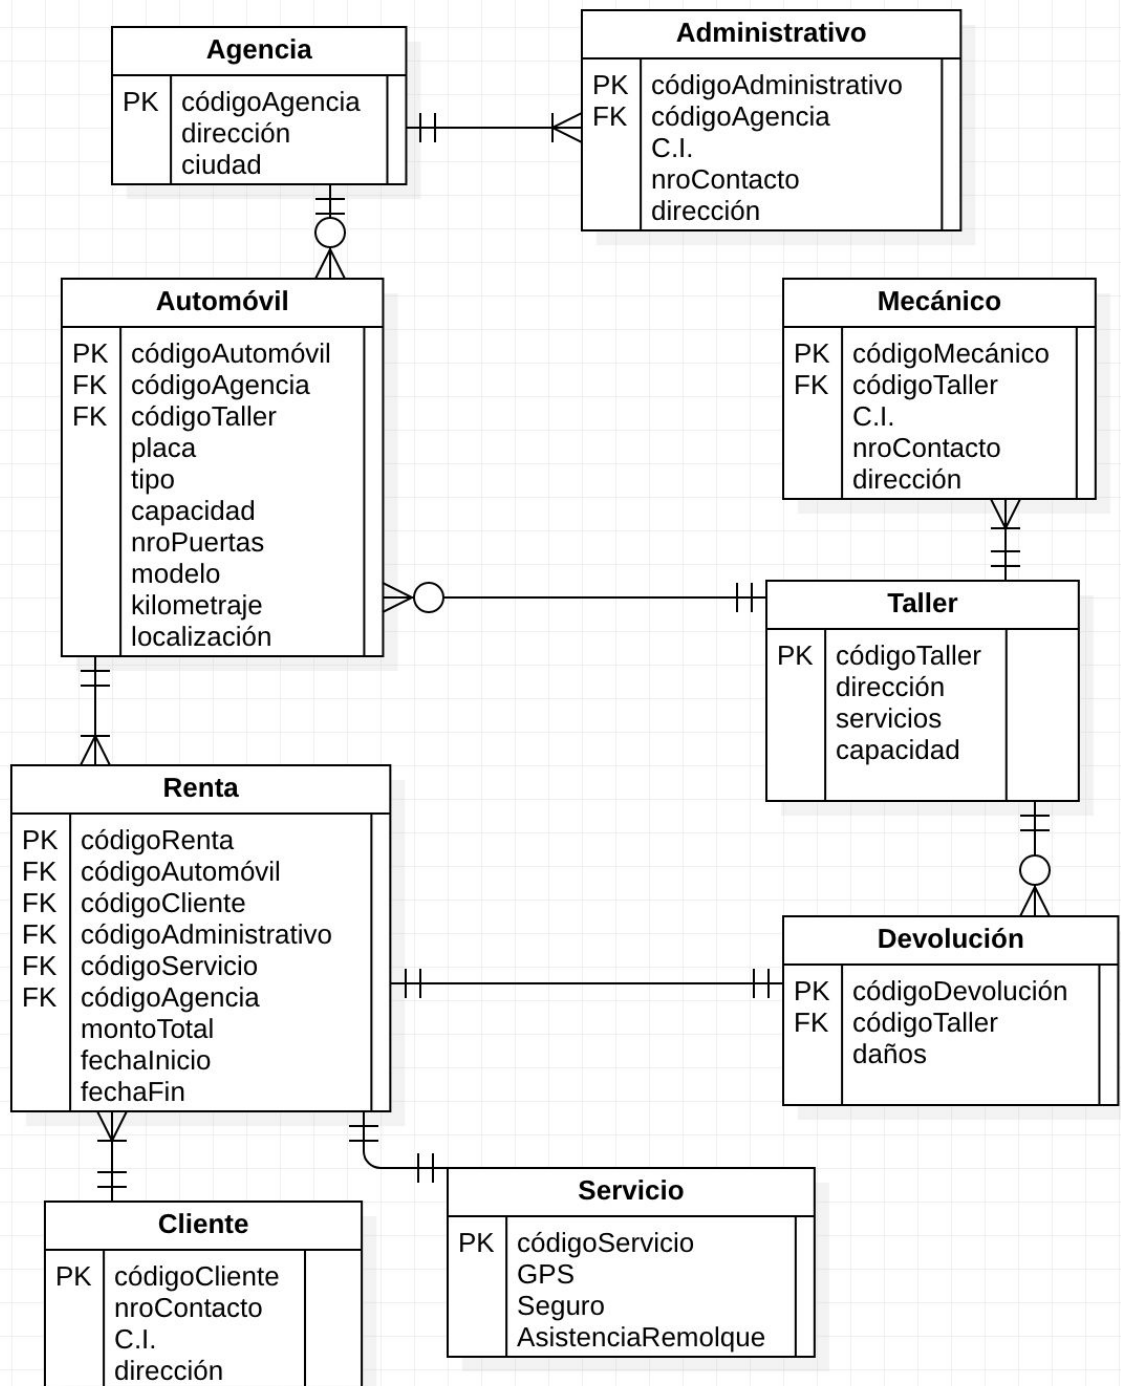 Agencia
PK códigoAgencia
dirección
ciudad
Administrativo
PK códigoAdministrativo
FK códigoAgencia
C.I.
nroContacto
dirección
Automóvil
PK códigoAutomóvil
FK códigoAgencia
FK códigoTaller
placa
tipo
capacidad
nroPuertas
modelo
kilometraje
localización
Mecánico
PK códigoMecánico
FK códigoTaller
C.I.
nroContacto
dirección
Taller
PK códigoTaller
dirección
servicios
capacidad
Renta
PK códigoRenta
FK códigoAutomóvil
FK códigoCliente
FK códigoAdministrativo
FK códigoServicio
FK códigoAgencia
montoTotal
fechaInicio
fechaFin
Devolución
PK códigoDevolución
FK códigoTaller
daños
Cliente
PK códigoCliente
nroContacto
C.I.
dirección
Servicio
PK códigoServicio
GPS
Seguro
AsistenciaRemolque